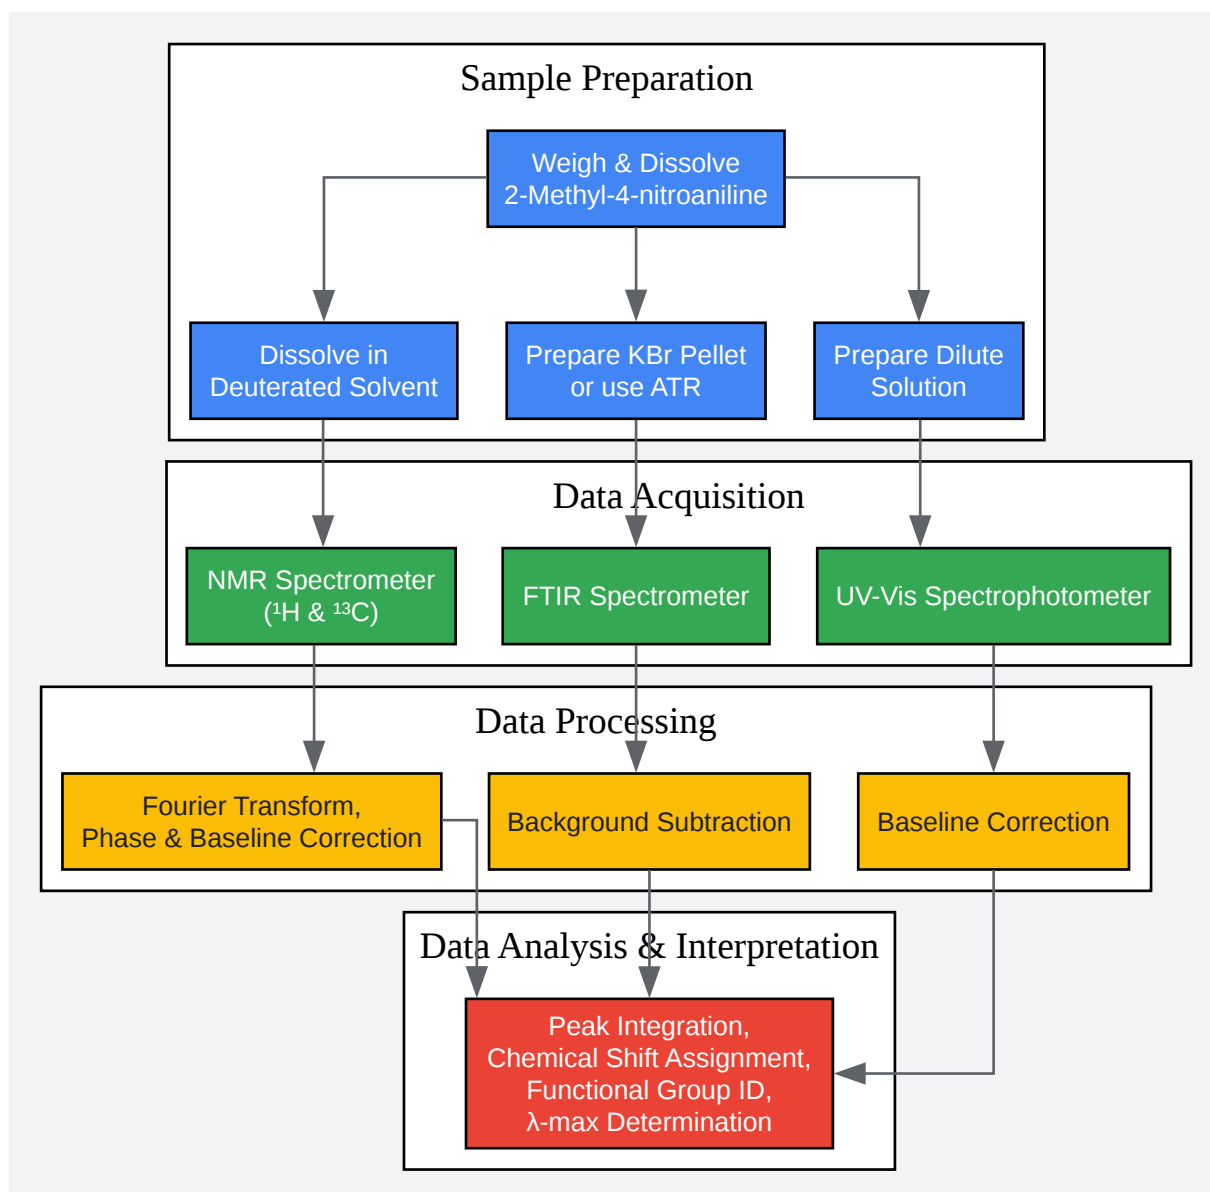 Sample Preparation
Weigh & Dissolve
2-Methyl-4-nitroaniline
Dissolve in
Deuterated Solvent
Prepare KBr Pellet
or use ATR
Prepare Dilute
Solution
Data Acquisition
NMR Spectrometer
(¹H & ¹³C)
FTIR Spectrometer
UV-Vis Spectrophotometer
Data Processing
Fourier Transform,
Phase & Baseline Correction
Background Subtraction
Baseline Correction
Data Analysis & Interpretation
Peak Integration,
Chemical Shift Assignment,
Functional Group ID,
λ-max Determination